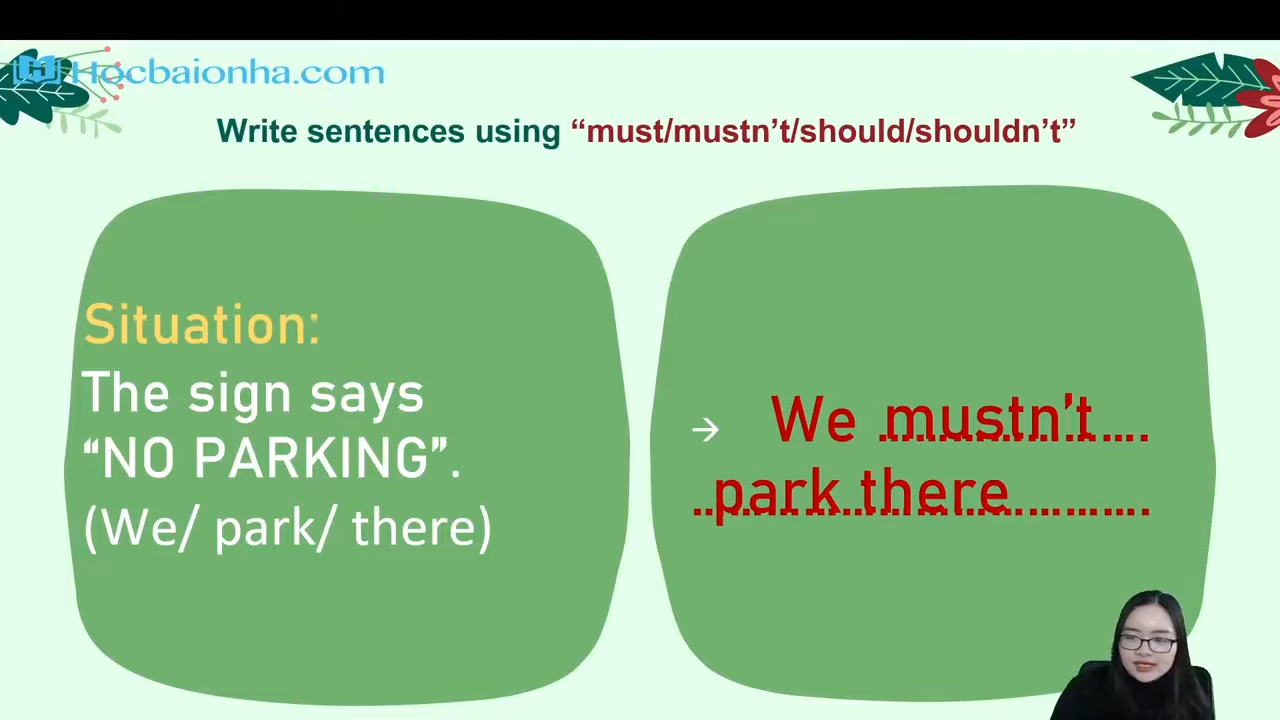 Hocbaionha.com
Write sentences using “must/mustn’t/should/shouldn’t”
Situation:
The sign says
“NO PARKING”.
(We/ park/ there)
→ We mustn’t....
..park there............